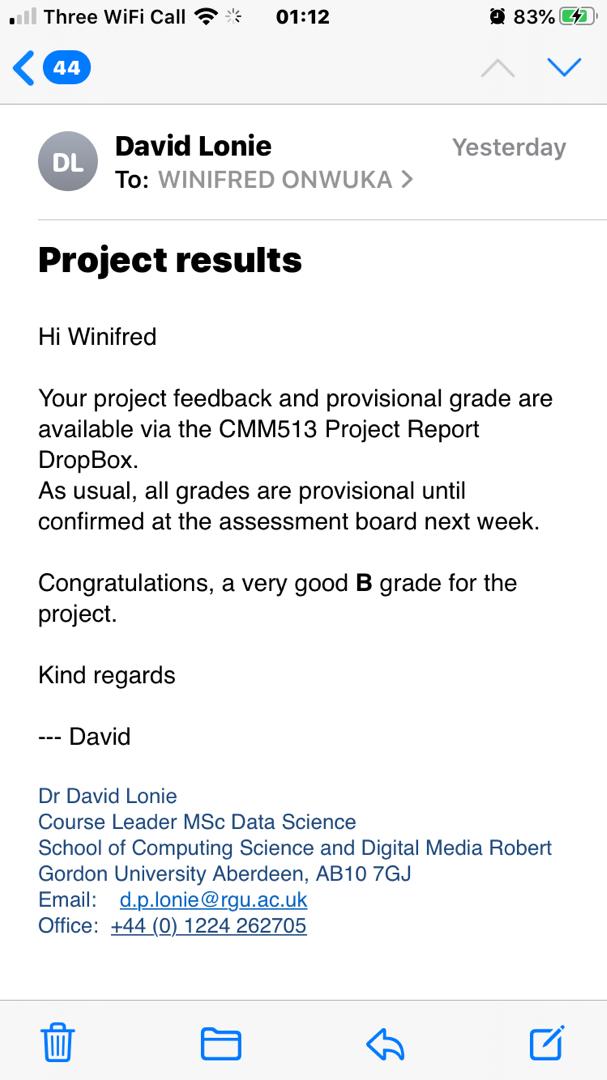 Three WiFi Call 01:12 83%
44
DL
David Lonie Yesterday
To: WINIFRED ONWUKA
Project results
Hi Winifred
Your project feedback and provisional grade are
available via the CMM513 Project Report
DropBox.
As usual, all grades are provisional until
confirmed at the assessment board next week.
Congratulations, a very good B grade for the
project.
Kind regards
--- David
Dr David Lonie
Course Leader MSc Data Science
School of Computing Science and Digital Media Robert
Gordon University Aberdeen, AB10 7GJ
Email: d.p.lonie@rgu.ac.uk
Office: +44 (0) 1224 262705